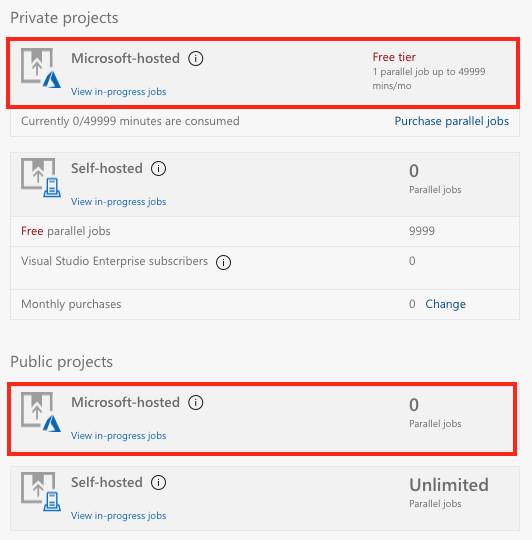 Private projects
Microsoft-hosted
Free tier
1 parallel job up to 49999
mins/mo
View in-progress jobs
Currently 0/49999 minutes are consumed
Purchase parallel jobs
Self-hosted
0
Parallel jobs
View in-progress jobs
Free parallel jobs
9999
Visual Studio Enterprise subscribers
0
Monthly purchases
0 Change
Public projects
Microsoft-hosted
0
Parallel jobs
View in-progress jobs
Self-hosted
Unlimited
Parallel jobs
View in-progress jobs